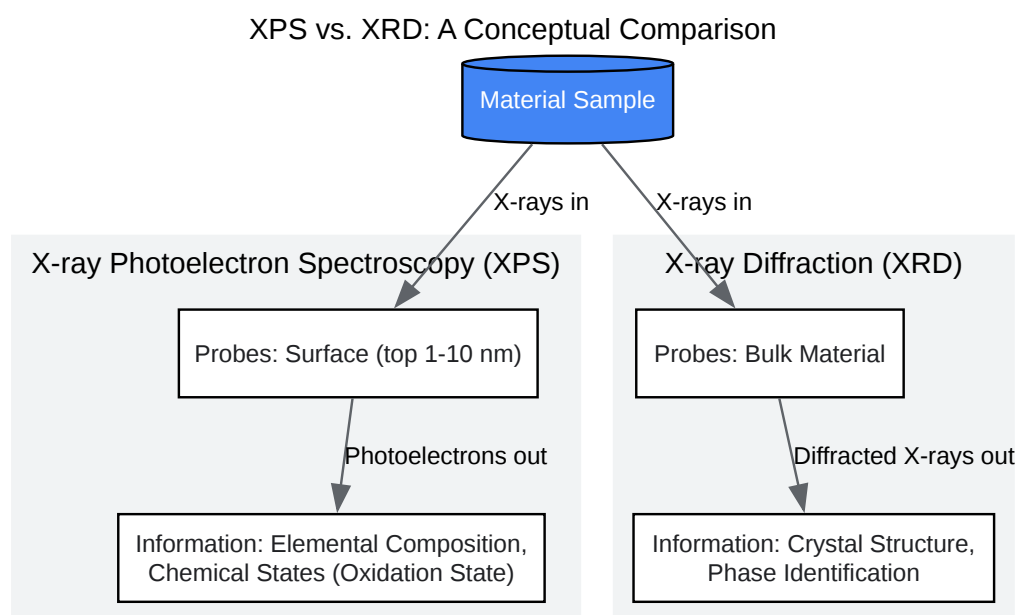 XPS vs. XRD: A Conceptual Comparison
Material Sample
X-rays in
X-rays in
X-ray Photoelectron Spectroscopy (XPS)
Probes: Surface (top 1-10 nm)
Photoelectrons out
Information: Elemental Composition,
Chemical States (Oxidation State)
X-ray Diffraction (XRD)
Probes: Bulk Material
Diffracted X-rays out
Information: Crystal Structure,
Phase Identification